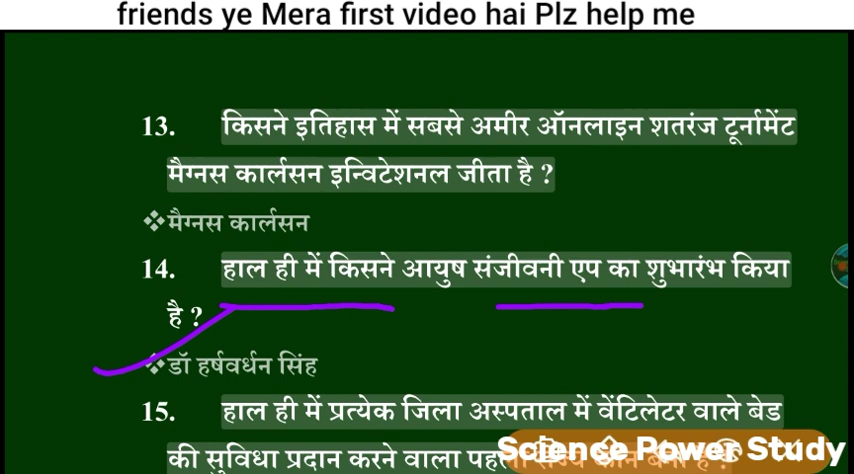 friends ye Mera first video hai Plz help me
13. किसने इतिहास में सबसे अमीर ऑनलाइन शतरंज टूर्नामेंट
मैग्नस कार्लसन इन्विटेशनल जीता है ?
❖मैग्नस कार्लसन
14. हाल ही में किसने आयुष संजीवनी एप का शुभारंभ किया
है ?
❖डॉ हर्षवर्धन सिंह
15. हाल ही में प्रत्येक जिला अस्पताल में वेंटिलेटर वाले बेड
की सुविधा प्रदान करने वाला
Science Power Study